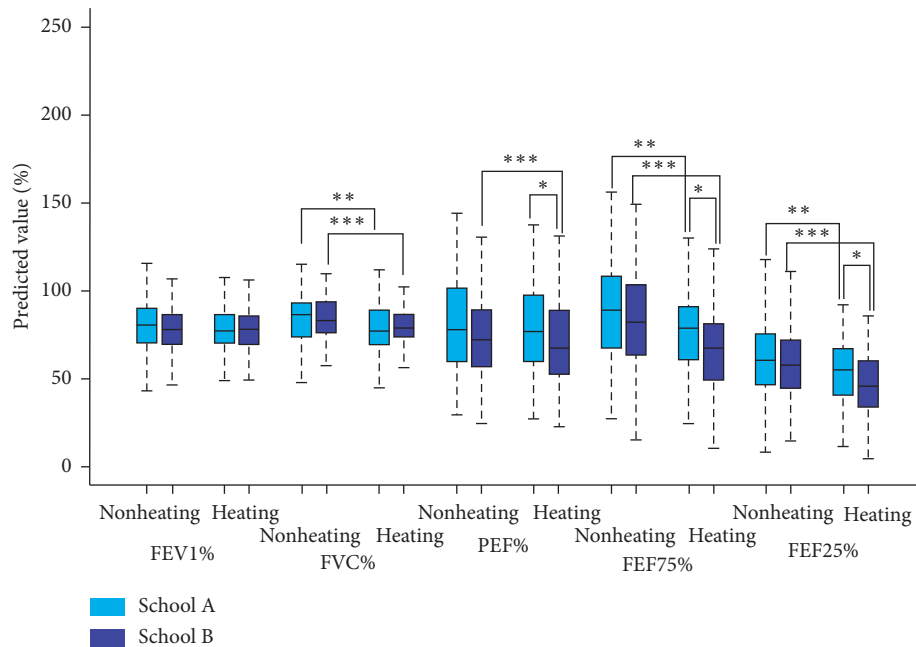 250
200
150
100
50
0
Predicted value (%)
**
***
***
*
**
***
*
**
***
*
Nonheating Heating
FEV1%
Nonheating Heating
FVC%
Nonheating Heating
PEF%
Nonheating Heating
FEF75%
Nonheating Heating
FEF25%
School A
School B